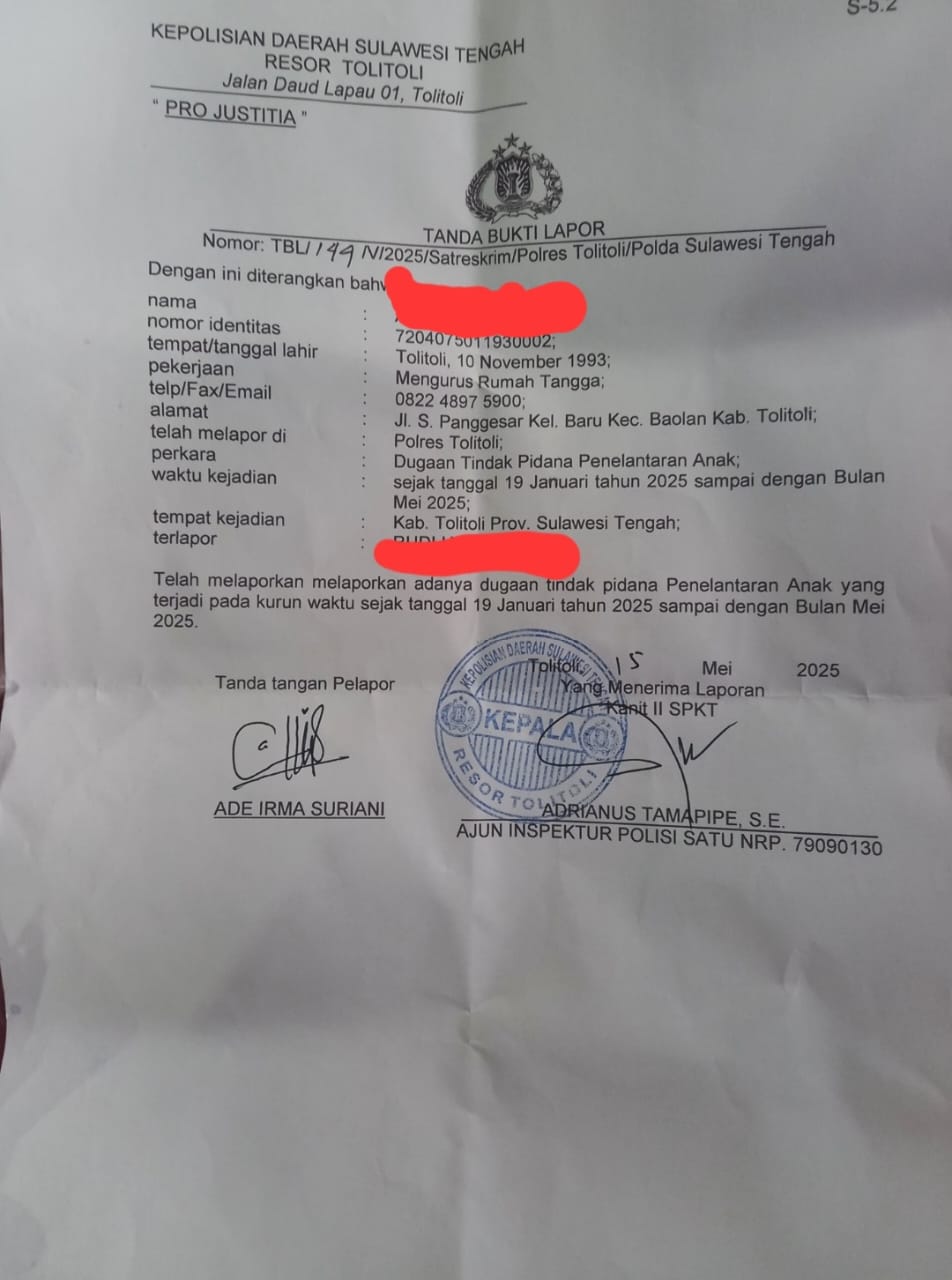 S-5.2
KEPOLISIAN DAERAH SULAWESI TENGAH
RESOR TOLITOLI
Jalan Daud Lapau 01, Tolitoli
" PRO JUSTITIA "
TANDA BUKTI LAPOR
Nomor: TBL/199/V/2025/Satreskrim/Polres Tolitoli/Polda Sulawesi Tengah
Dengan ini diterangkan bahw
nama :
nomor identitas : 7204075011930002;
tempat/tanggal lahir : Tolitoli, 10 November 1993;
pekerjaan : Mengurus Rumah Tangga;
telp/Fax/Email : 0822 4897 5900;
alamat : Jl. S. Panggesar Kel. Baru Kec. Baolan Kab. Tolitoli;
telah melapor di : Polres Tolitoli;
perkara : Dugaan Tindak Pidana Penelantaran Anak;
waktu kejadian : sejak tanggal 19 Januari tahun 2025 sampai dengan Bulan
Mei 2025;
tempat kejadian : Kab. Tolitoli Prov. Sulawesi Tengah;
terlapor :
Telah melaporkan melaporkan adanya dugaan tindak pidana Penelantaran Anak yang
terjadi pada kurun waktu sejak tanggal 19 Januari tahun 2025 sampai dengan Bulan Mei
2025.
Tolitoli, 15 Mei 2025
Tanda tangan Pelapor
Yang Menerima Laporan
Kanit II SPKT
KEPOLISIAN DAERAH SULAWESI
KEPALA
RESOR TOLITOLI
ADE IRMA SURIANI
ADRIANUS TAMAPIPE, S.E.
AJUN INSPEKTUR POLISI SATU NRP. 79090130